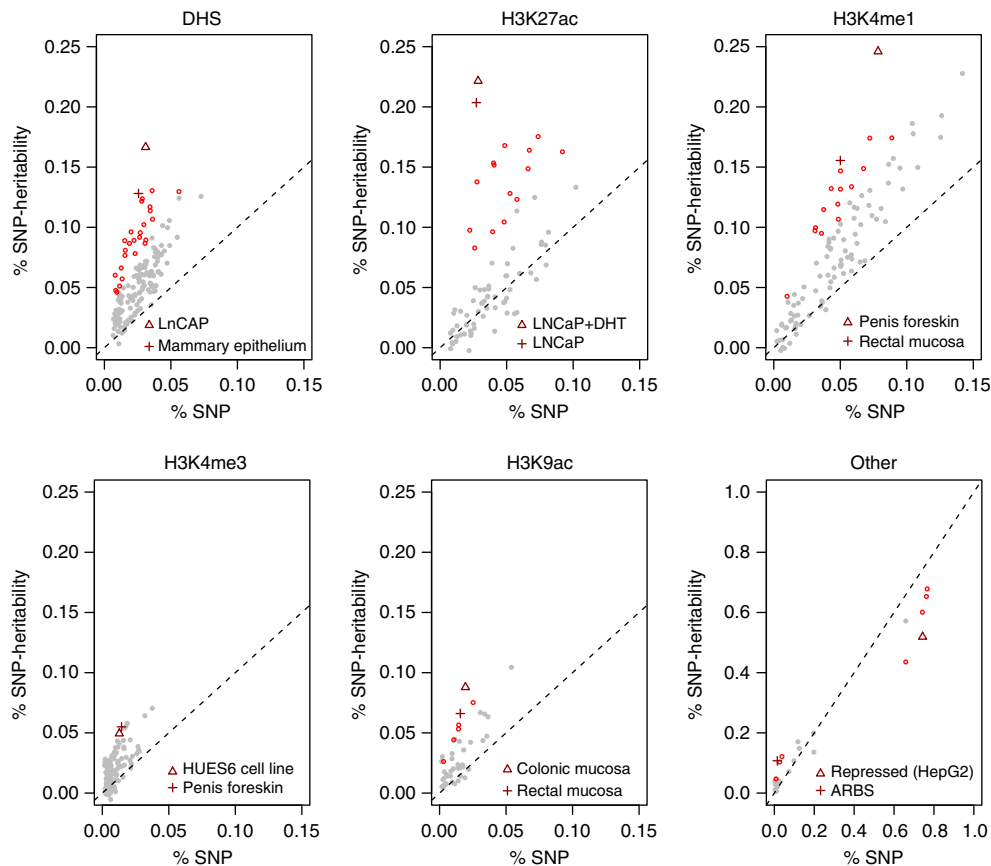 DHS
H3K27ac
H3K4me1
0.25
0.20
0.15
0.10
0.05
0.00
% SNP-heritability
LnCAP
Mammary epithelium
0.00 0.05 0.10 0.15
% SNP
0.25
0.20
0.15
0.10
0.05
0.00
% SNP-heritability
LNCaP+DHT
LNCaP
0.00 0.05 0.10 0.15
% SNP
0.25
0.20
0.15
0.10
0.05
0.00
% SNP-heritability
Penis foreskin
Rectal mucosa
0.00 0.05 0.10 0.15
% SNP
H3K4me3
H3K9ac
Other
0.25
0.20
0.15
0.10
0.05
0.00
% SNP-heritability
HUES6 cell line
Penis foreskin
0.00 0.05 0.10 0.15
% SNP
0.25
0.20
0.15
0.10
0.05
0.00
% SNP-heritability
Colonic mucosa
Rectal mucosa
0.00 0.05 0.10 0.15
% SNP
1.0
0.8
0.6
0.4
0.2
0.0
% SNP-heritability
Repressed (HepG2)
ARBS
0.0 0.2 0.4 0.6 0.8 1.0
% SNP